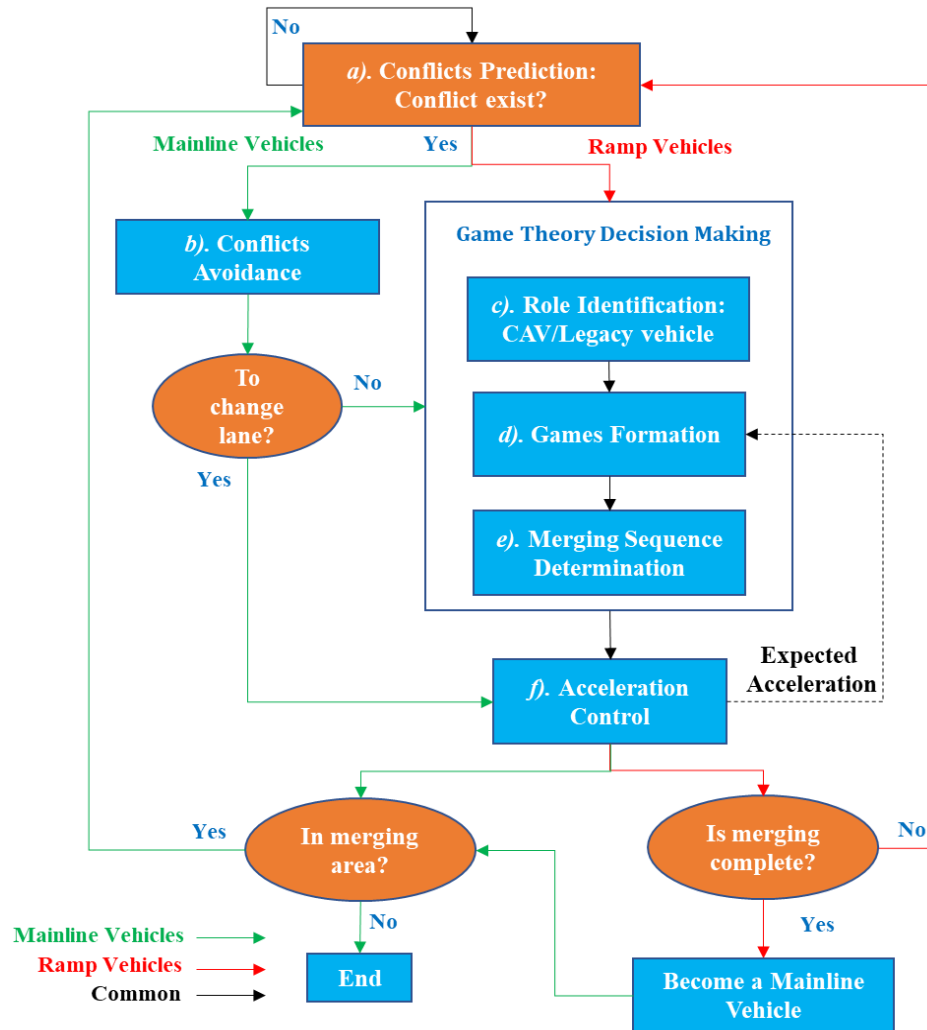 No
a). Conflicts Prediction:
Conflict exist?
Mainline Vehicles
Yes
Ramp Vehicles
b). Conflicts
Avoidance
Game Theory Decision Making
c). Role Identification:
CAV/Legacy vehicle
To
change
lane?
No
d). Games Formation
Yes
e). Merging Sequence
Determination
f). Acceleration
Control
Expected
Acceleration
Yes
In merging
area?
Is merging
complete?
No
No
Yes
Mainline Vehicles
Ramp Vehicles
Common
End
Become a Mainline
Vehicle